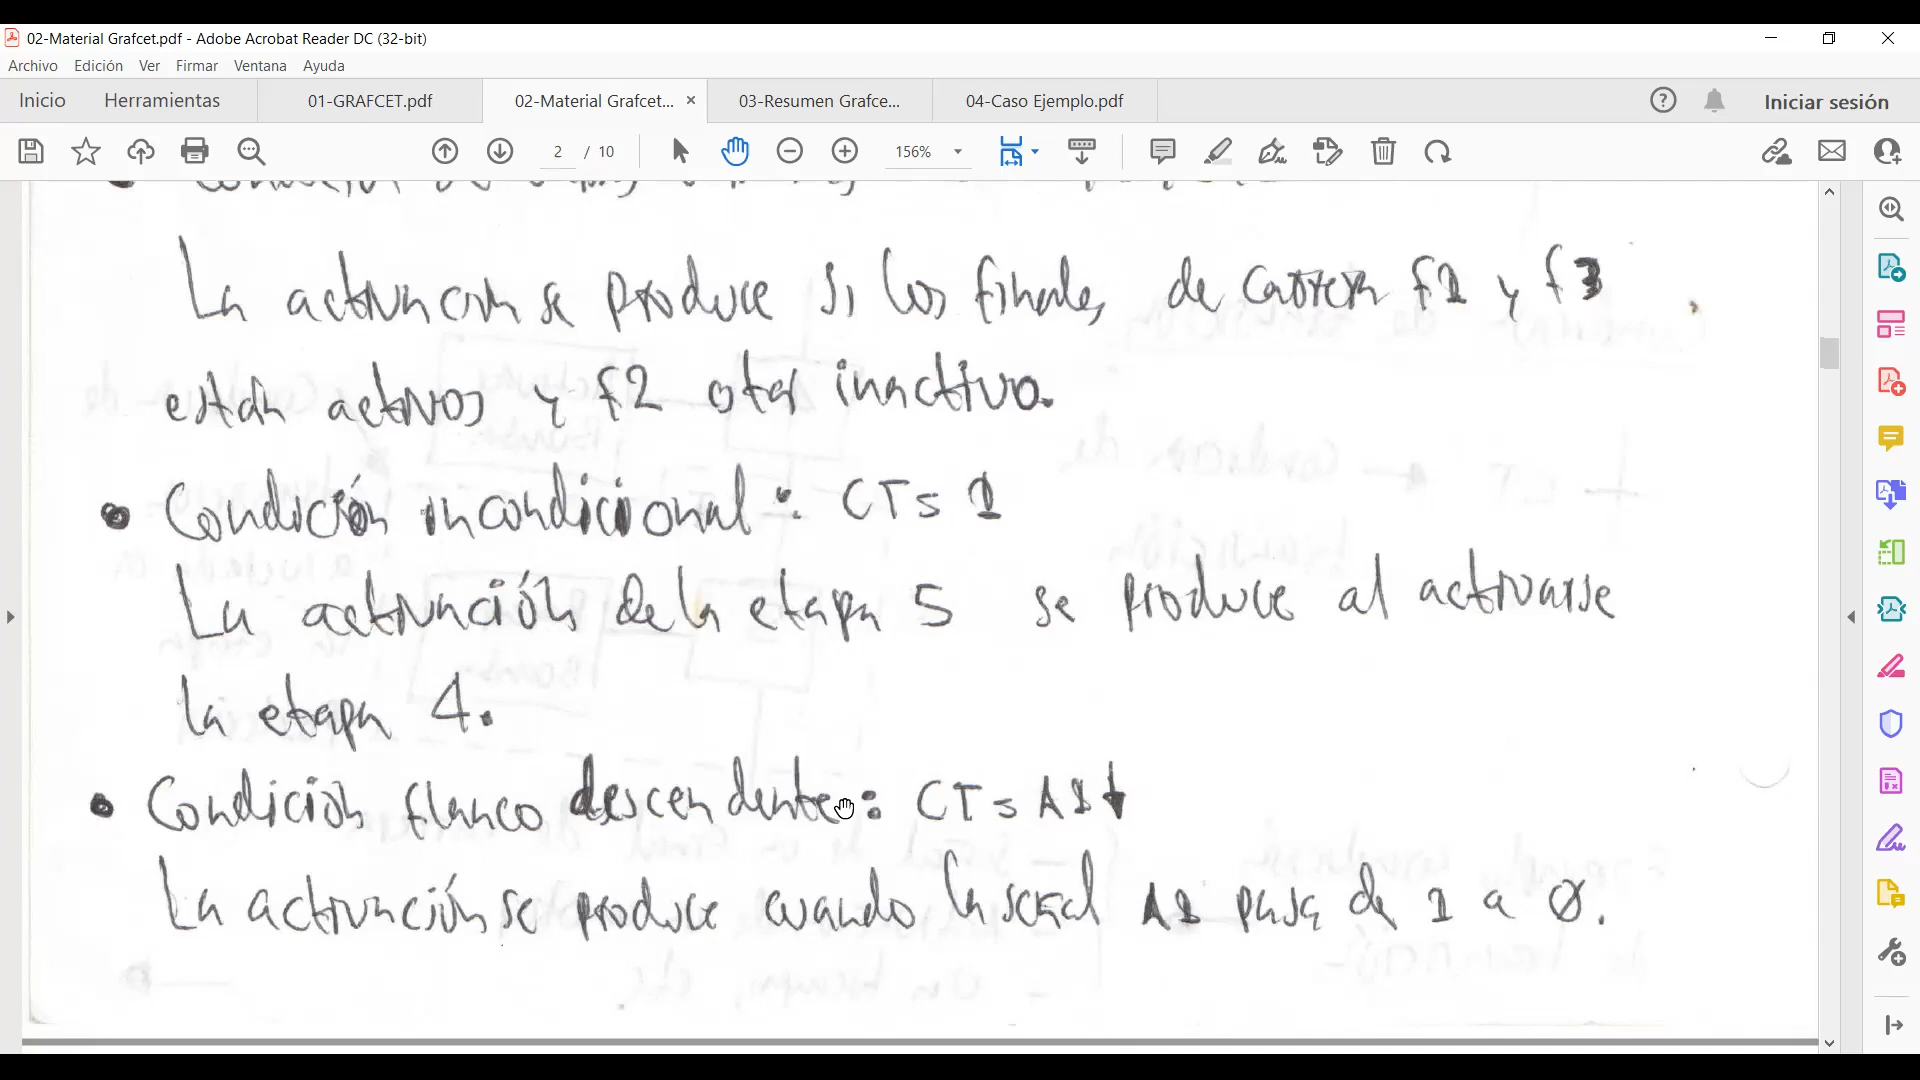 02-Material Grafcet.pdf - Adobe Acrobat Reader DC (32-bit)
Archivo Edición Ver Firmar Ventana Ayuda
Inicio Herramientas 01-GRAFCET.pdf 02-Material Grafcet... × 03-Resumen Grafce... 04-Caso Ejemplo.pdf Iniciar sesión
2 / 10 156%
La activación se produce si los finales de carrera f1 y f3
están activos y f2 estar inactivo.
• Condición incondicional : CT = 1
La activación de la etapa 5 se produce al activarse
la etapa 4.
• Condición flanco descendente : CT = A1↓
La activación se produce cuando la señal A1 pasa de 1 a 0.